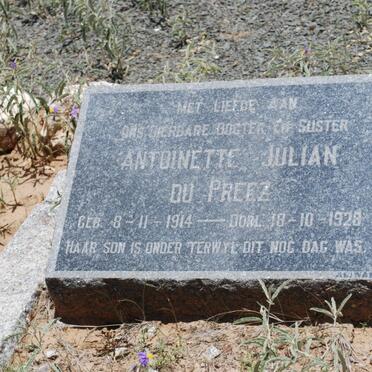 MET LIEFDE AAN
ONS DIERBARE DOGTER EN SUSTER
ANTOINETTE JULIAN
DU PREEZ
GEB. 8-11-1914 — OORL. 18-10-1928
HAAR SON IS ONDER TERWYL DIT NOG DAG WAS.